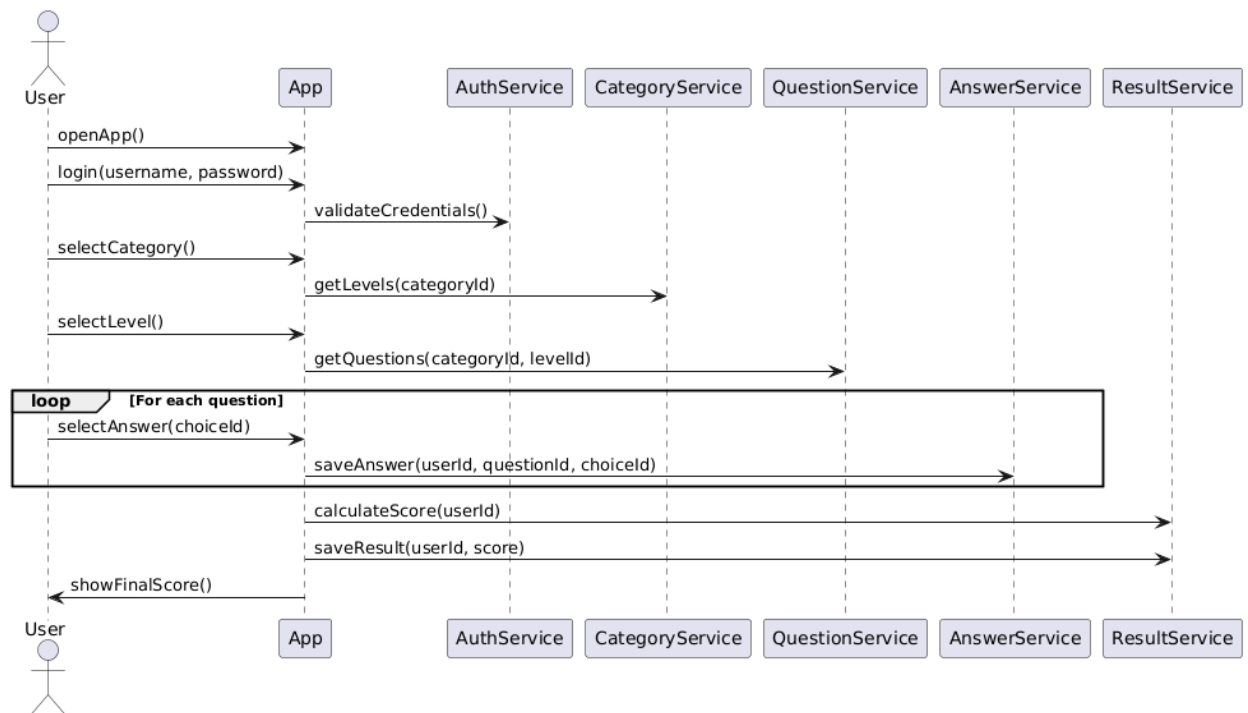 User
App
AuthService
CategoryService
QuestionService
AnswerService
ResultService
openApp()
login(username, password)
validateCredentials()
selectCategory()
getLevels(categoryId)
selectLevel()
getQuestions(categoryId, levelId)
loop [For each question]
selectAnswer(choiceId)
saveAnswer(userId, questionId, choiceId)
calculateScore(userId)
saveResult(userId, score)
showFinalScore()
User
App
AuthService
CategoryService
QuestionService
AnswerService
ResultService